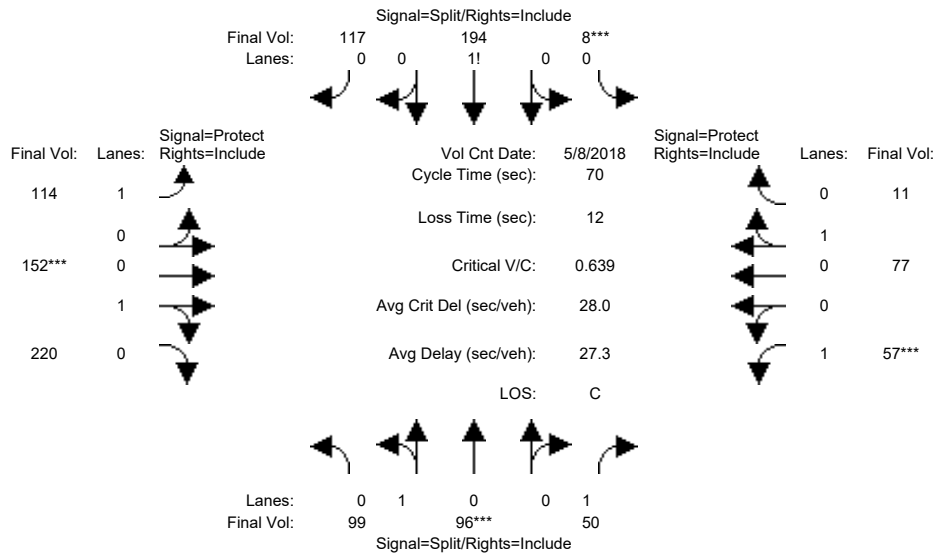 Signal=Split/Rights=Include
Final Vol: 117 194 8***
Lanes: 0 0 1! 0 0
Signal=Protect
Final Vol: Lanes: Rights=Include
Vol Cnt Date: 5/8/2018
Signal=Protect
Rights=Include Lanes: Final Vol:
Cycle Time (sec): 70
114 1
0 11
Loss Time (sec): 12
0
1
152*** 0
Critical V/C: 0.639
0 77
1
Avg Crit Del (sec/veh): 28.0
0
220 0
Avg Delay (sec/veh): 27.3
1 57***
LOS: C
Lanes: 0 1 0 0 1
Final Vol: 99 96*** 50
Signal=Split/Rights=Include